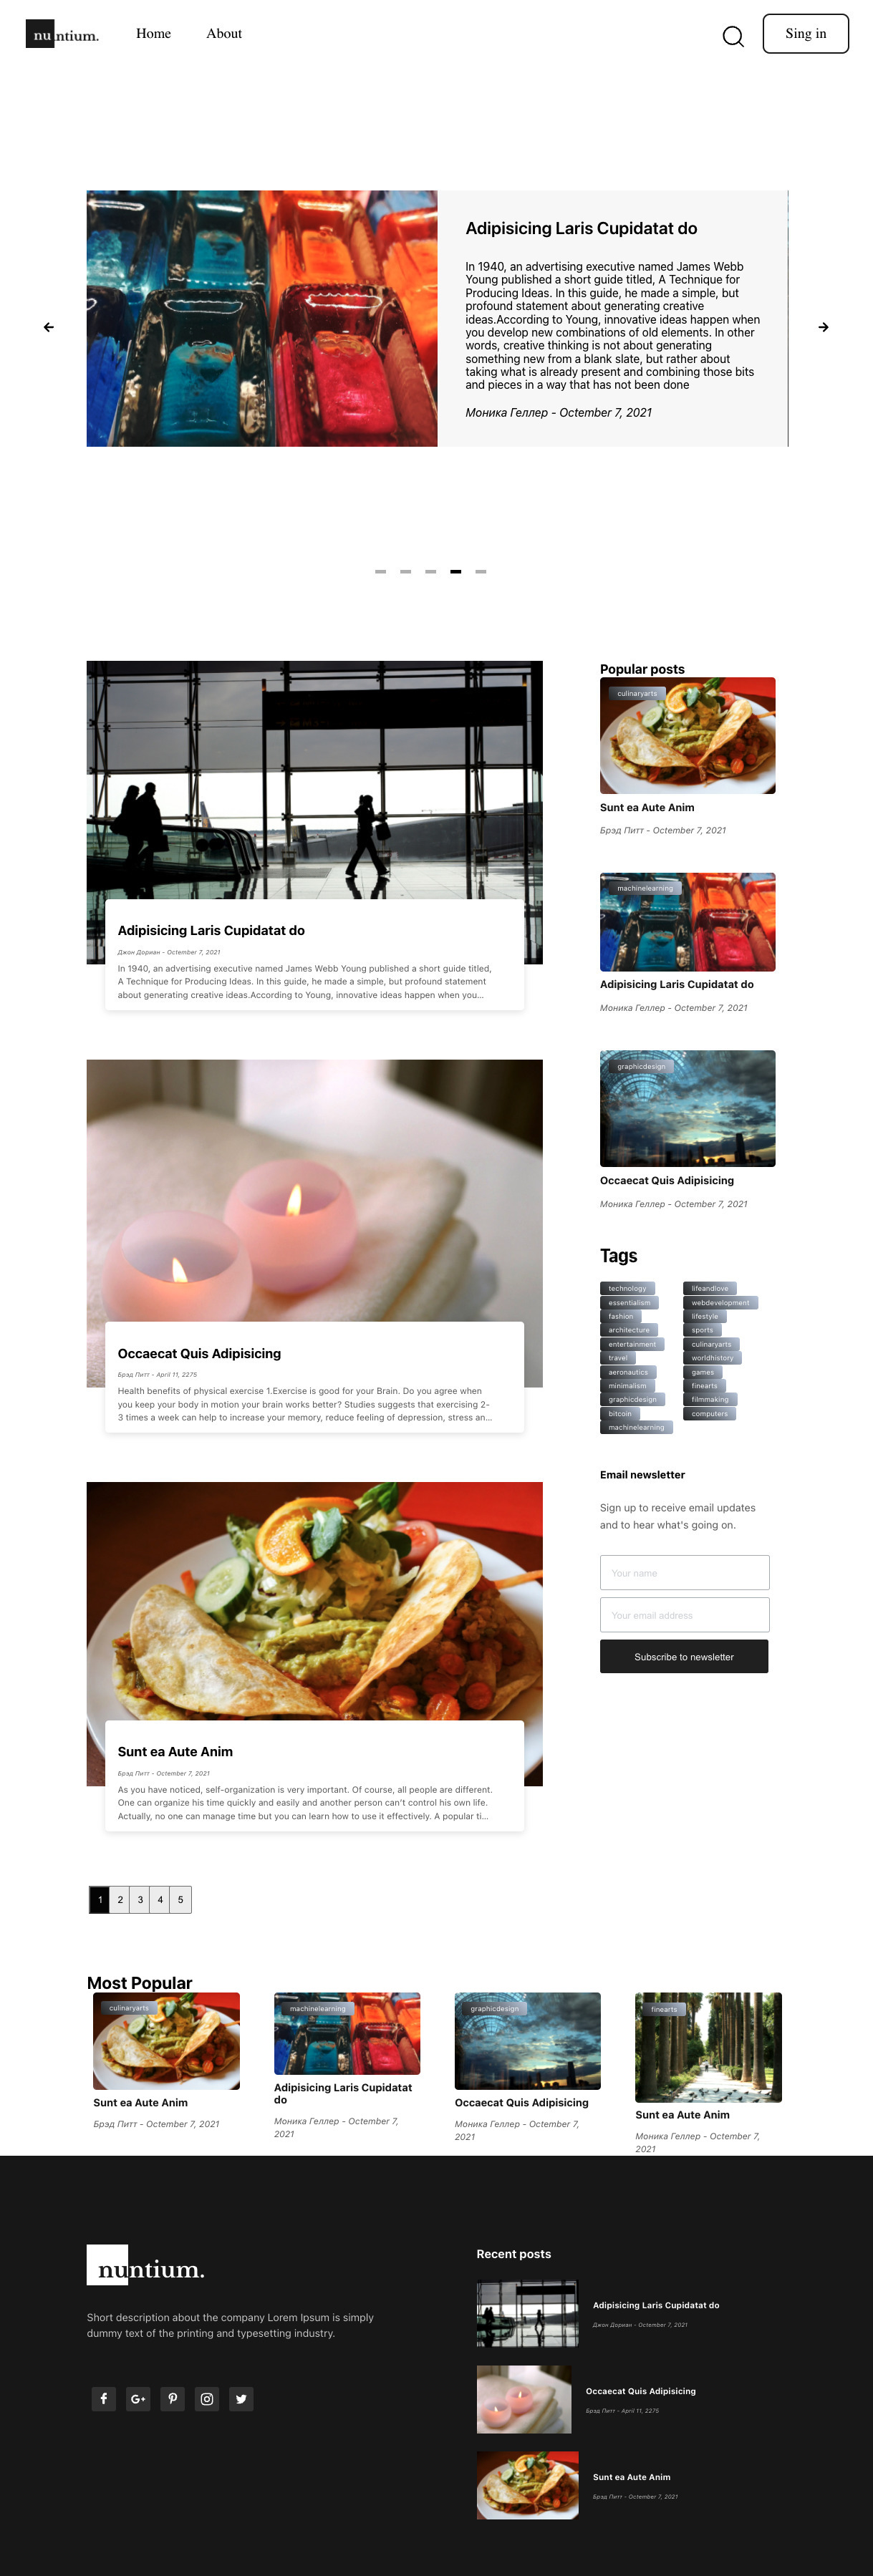 nuntium.
Home
About
Sing in
Adipisicing Laris Cupidatat do
In 1940, an advertising executive named James Webb
Young published a short guide titled, A Technique for
Producing Ideas. In this guide, he made a simple, but
profound statement about generating creative
ideas.According to Young, innovative ideas happen when
you develop new combinations of old elements. In other
words, creative thinking is not about generating
something new from a blank slate, but rather about
taking what is already present and combining those bits
and pieces in a way that has not been done
Моника Геллер - Octember 7, 2021
Adipisicing Laris Cupidatat do
Джон Дориан - Octember 7, 2021
In 1940, an advertising executive named James Webb Young published a short guide titled,
A Technique for Producing Ideas. In this guide, he made a simple, but profound statement
about generating creative ideas.According to Young, innovative ideas happen when you...
Occaecat Quis Adipisicing
Брэд Питт - April 11, 2275
Health benefits of physical exercise 1.Exercise is good for your Brain. Do you agree when
you keep your body in motion your brain works better? Studies suggests that exercising 2-
3 times a week can help to increase your memory, reduce feeling of depression, stress an...
Sunt ea Aute Anim
Брэд Питт - Octember 7, 2021
As you have noticed, self-organization is very important. Of course, all people are different.
One can organize his time quickly and easily and another person can't control his own life.
Actually, no one can manage time but you can learn how to use it effectively. A popular ti...
1 2 3 4 5
Popular posts
culinaryarts
Sunt ea Aute Anim
Брэд Питт - Octember 7, 2021
machinelearning
Adipisicing Laris Cupidatat do
Моника Геллер - Octember 7, 2021
graphicdesign
Occaecat Quis Adipisicing
Моника Геллер - Octember 7, 2021
Tags
technology
essentialism
fashion
architecture
entertainment
travel
aeronautics
minimalism
graphicdesign
bitcoin
machinelearning
lifeandlove
webdevelopment
lifestyle
sports
culinaryarts
worldhistory
games
finearts
filmmaking
computers
Email newsletter
Sign up to receive email updates
and to hear what's going on.
Your name
Your email address
Subscribe to newsletter
Most Popular
culinaryarts
Sunt ea Aute Anim
Брэд Питт - Octember 7, 2021
machinelearning
Adipisicing Laris Cupidatat
do
Моника Геллер - Octember 7,
2021
graphicdesign
Occaecat Quis Adipisicing
Моника Геллер - Octember 7,
2021
finearts
Sunt ea Aute Anim
Моника Геллер - Octember 7,
2021
nuntium.
Short description about the company Lorem Ipsum is simply
dummy text of the printing and typesetting industry.
Recent posts
Adipisicing Laris Cupidatat do
Джон Дориан - Octember 7, 2021
Occaecat Quis Adipisicing
Брэд Питт - April 11, 2275
Sunt ea Aute Anim
Брэд Питт - Octember 7, 2021